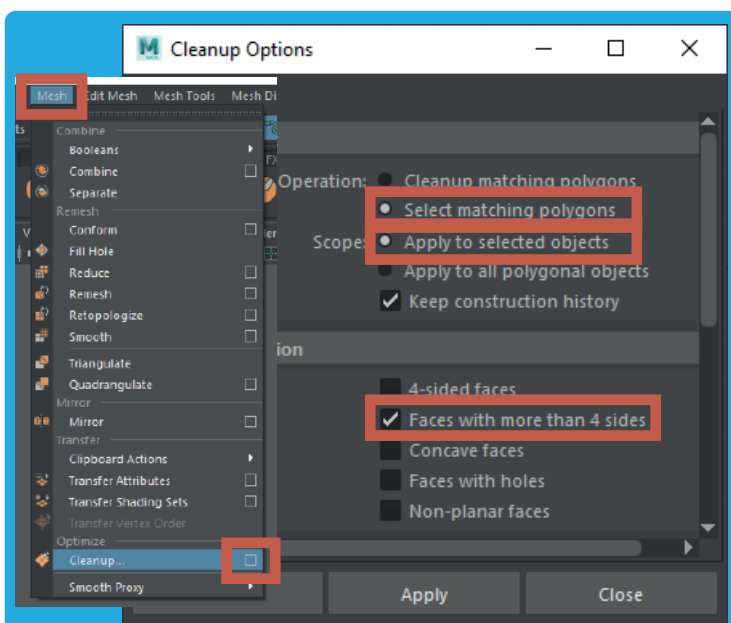 Cleanup Options
Mesh Edit Mesh Mesh Tools Mesh Di
Combine
Booleans
Combine
Separate
Remesh
Conform
Fill Hole
Reduce
Remesh
Retopologize
Smooth
Triangulate
Quadrangulate
Mirror
Mirror
Transfer
Clipboard Actions
Transfer Attributes
Transfer Shading Sets
Transfer Vertex Order
Optimize
Cleanup...
Smooth Proxy
Operation: Cleanup matching polygons
Select matching polygons
Scope: Apply to selected objects
Apply to all polygonal objects
Keep construction history
ion
4-sided faces
Faces with more than 4 sides
Concave faces
Faces with holes
Non-planar faces
Apply Close